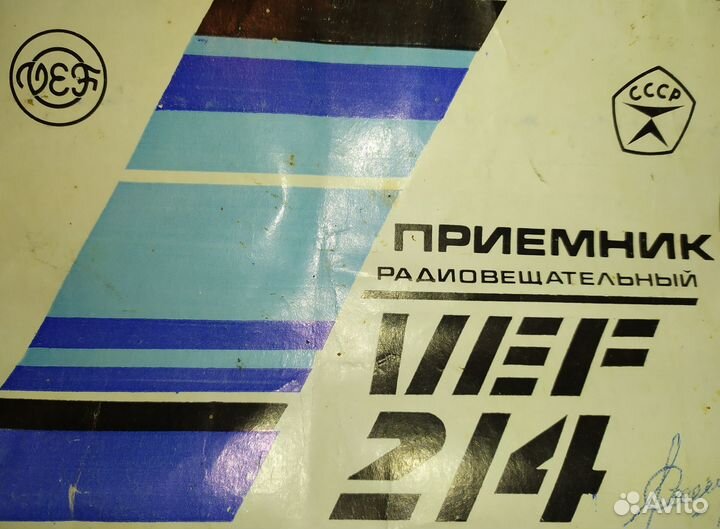 VEF
СССР
ПРИЕМНИК
РАДИОВЕЩАТЕЛЬНЫЙ
VEF
214
Avito